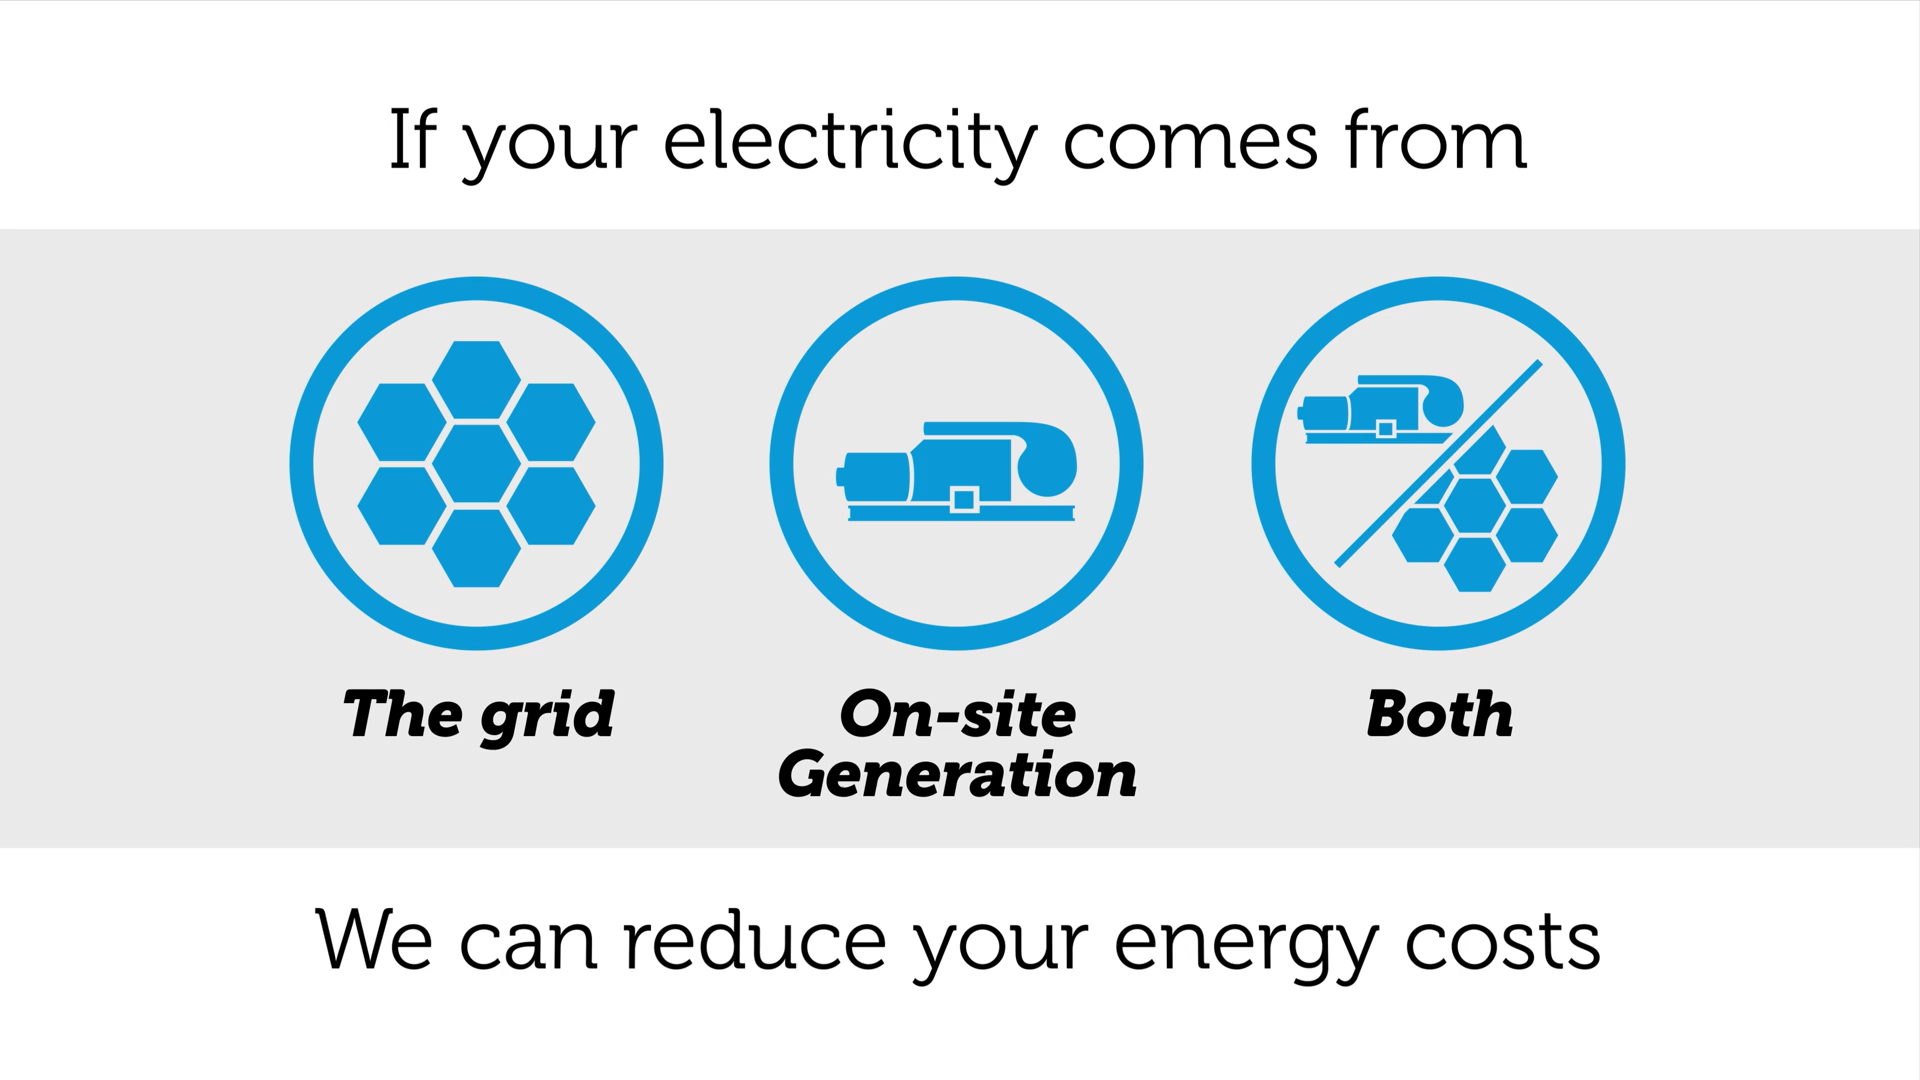 If your electricity comes from
The grid
On-site
Generation
Both
We can reduce your energy costs